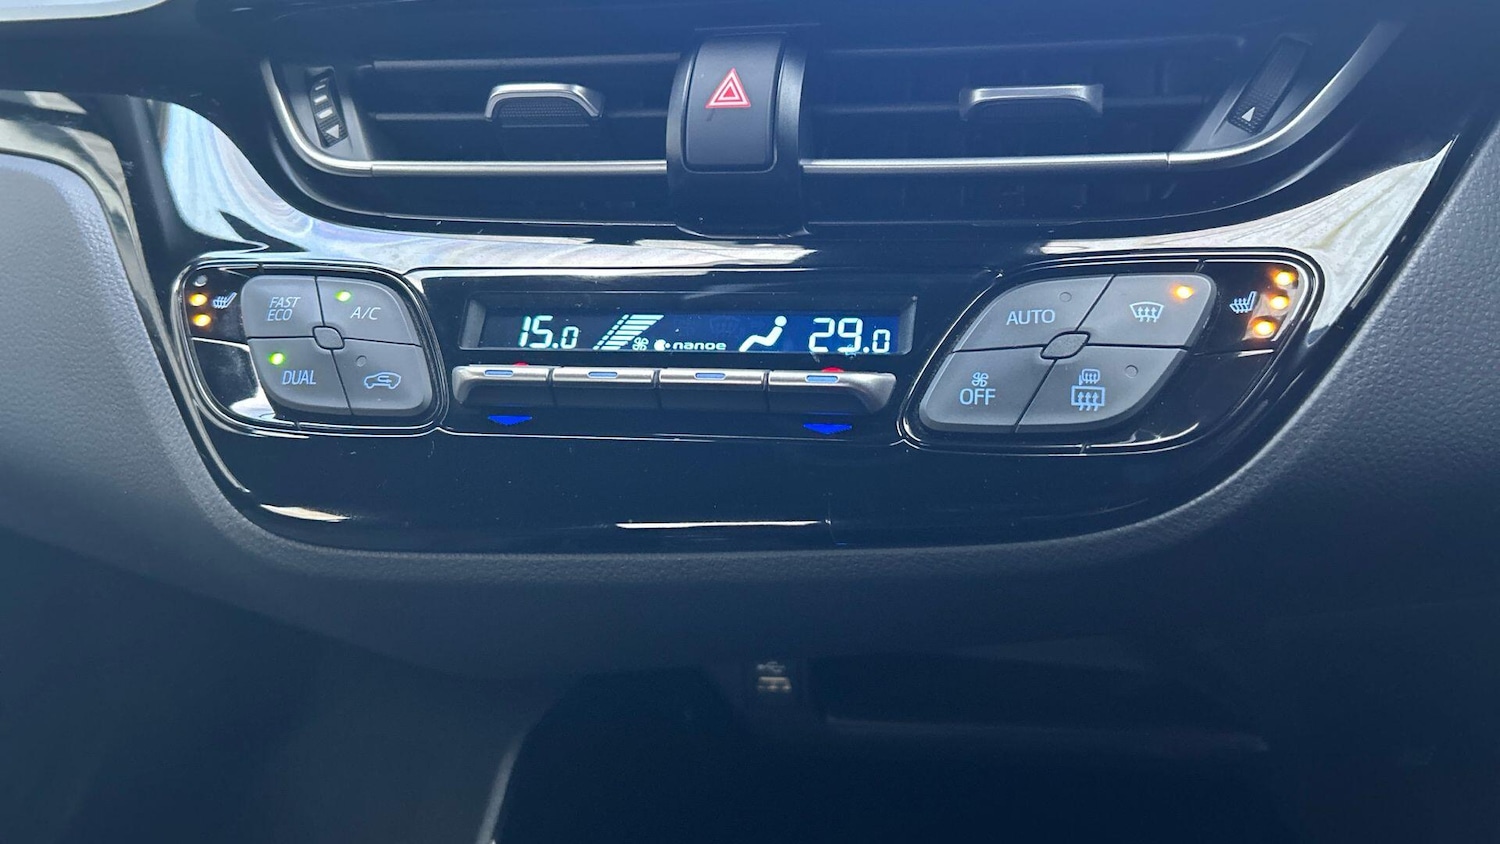 FAST
ECO
A/C
DUAL
15.0
nanoe
29.0
AUTO
OFF